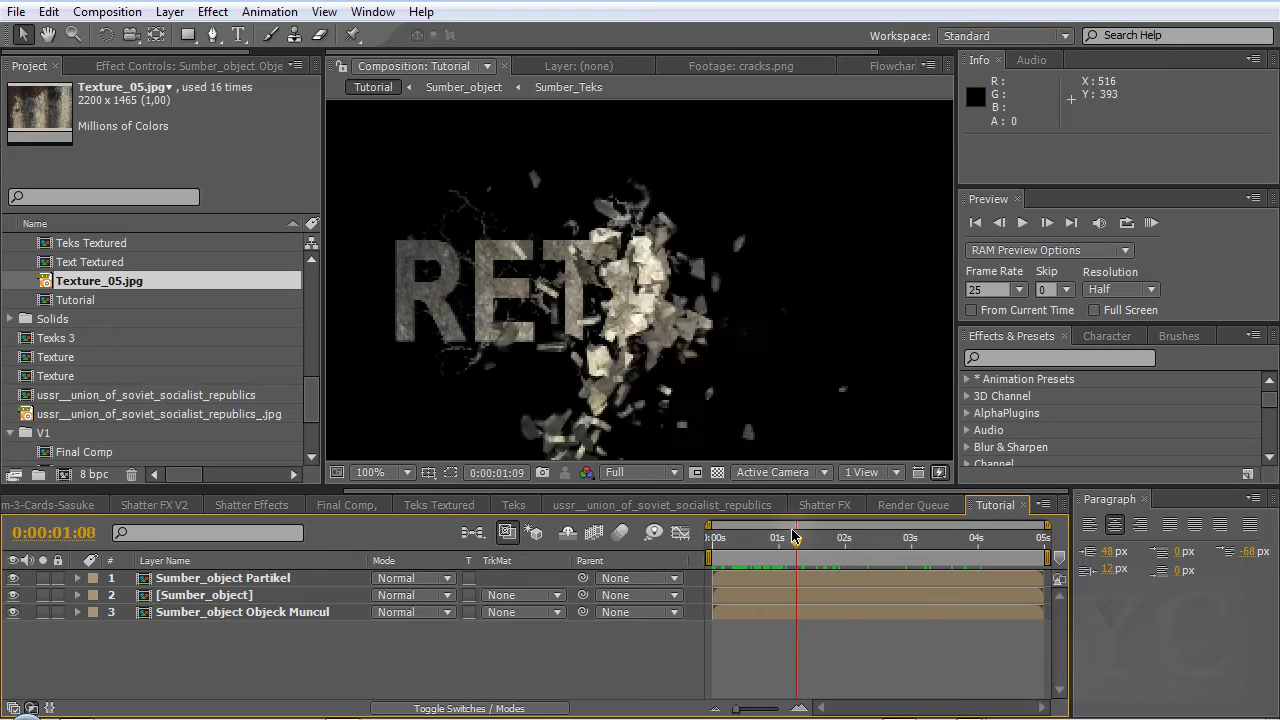 File Edit Composition Layer Effect Animation View Window Help
Workspace: Standard Search Help
Project Effect Controls: Sumber_object Obje
Composition: Tutorial Layer: (none) Footage: cracks.png Flowchar
Info Audio
Texture_05.jpg, used 16 times
2200 x 1465 (1,00)
Millions of Colors
Tutorial Sumber_object Sumber_Teks
R: X: 516
G: Y: 393
B:
A: 0
Preview
RAM Preview Options
Frame Rate Skip Resolution
25 0 Half
From Current Time Full Screen
Effects & Presets Character Brushes
* Animation Presets
3D Channel
AlphaPlugins
Audio
Blur & Sharpen
Channel
Name
Teks Textured
Text Textured
Texture_05.jpg
Tutorial
Solids
Texks 3
Texture
Texture
ussr__union_of_soviet_socialist_republics
ussr__union_of_soviet_socialist_republics_.jpg
V1
Final Comp
8 bpc
RET
100% 0:00:01:09 Full Active Camera 1 View
m-3-Cards-Sasuke Shatter FX V2 Shatter Effects Final Comp, Teks Textured Teks ussr__union_of_soviet_socialist_republics Shatter FX Render Queue Tutorial
Paragraph
0:00:01:08
48 px 0 px -68 px
12 px 0 px
):00s 01s 02s 03s 04s 05s
# Layer Name Mode T TrkMat Parent
1 Sumber_object Partikel Normal None
2 [Sumber_object] Normal None None
3 Sumber_object Objeck Muncul Normal None None
Toggle Switches / Modes
YC